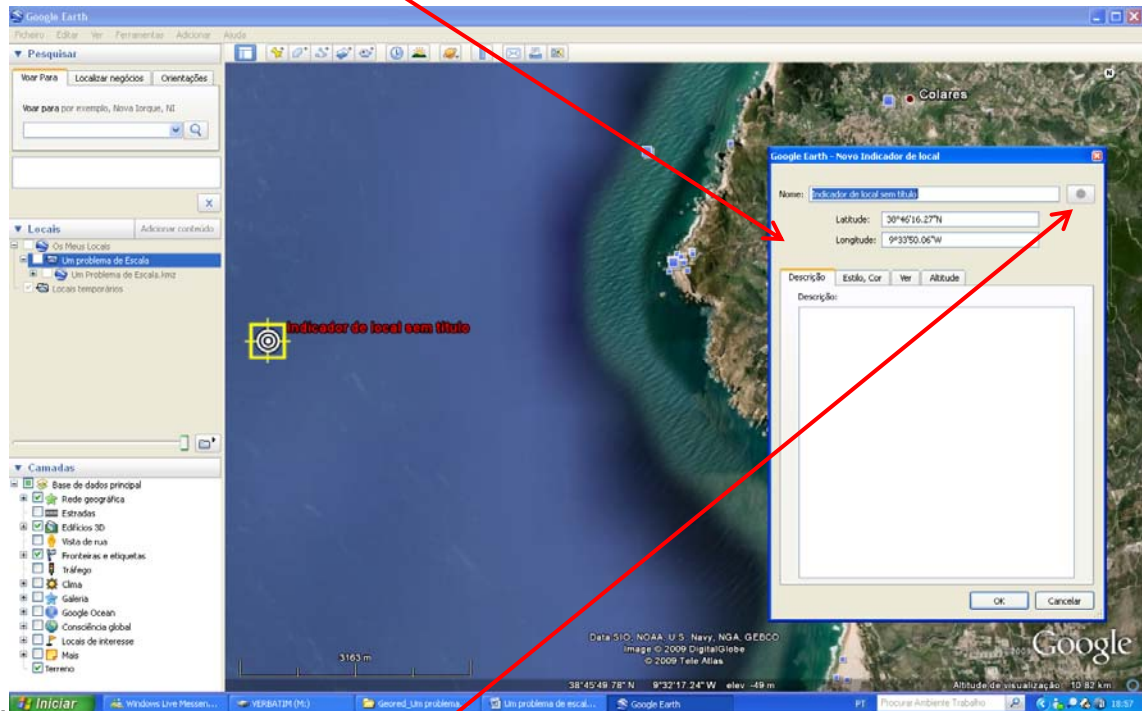 Google Earth
Ficheiro Editar Ver Ferramentas Adicionar Ajuda
Pesquisar
Voar Para Localizar negócios Orientações
Voar para por exemplo, Nova Iorque, NI
X
Locais Adicionar conteúdo
Os Meus Locais
Um problema de Escala
Um Problema de Escala.kmz
Locais temporários
Camadas
Base de dados principal
Rede geográfica
Estradas
Edifícios 3D
Vista de rua
Fronteiras e etiquetas
Tráfego
Clima
Galeria
Google Ocean
Consciência global
Locais de interesse
Mais
Terreno
Colares
Indicador de local sem título
Google Earth - Novo Indicador de local
Nome: Indicador de local sem título
Latitude: 38°46'16.27"N
Longitude: 9°33'50.06"W
Descrição Estilo, Cor Ver Altitude
Descrição:
OK Cancelar
Data SIO, NOAA, U.S. Navy, NGA, GEBCO
Image © 2009 DigitalGlobe
© 2009 Tele Atlas
Google
3163 m
38°45'49.78" N 9°32'17.24" W elev -49 m
Altitude de visualização 10.82 km
Iniciar Windows Live Messen... VERBATIM (M:) Geored_Um problema... Um problema de escal... Google Earth PT Procurar Ambiente Trabalho 18:57